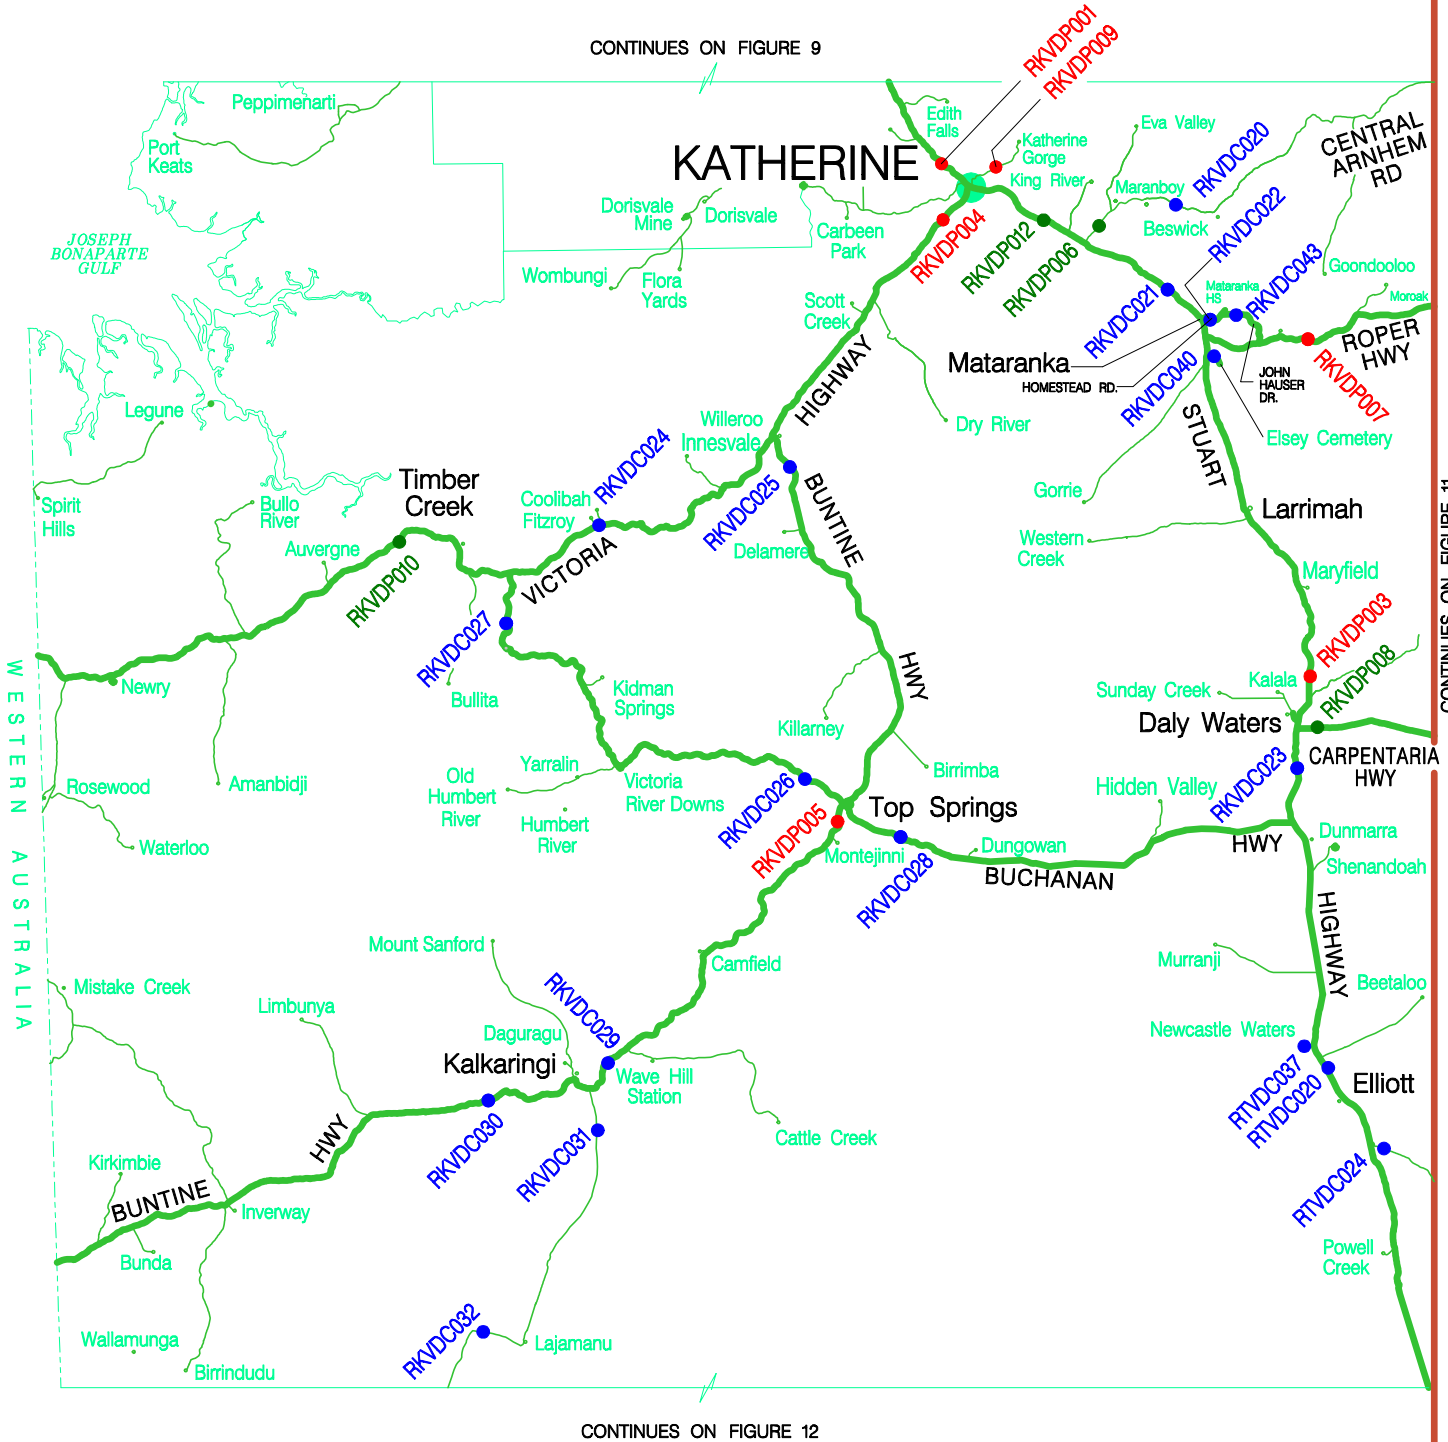 CONTINUES ON FIGURE 9
RKVDP001
RKVDP009
Peppimenarti
Port
Keats
Edith
Falls
Katherine
Gorge
Eva Valley
RKVDC020
CENTRAL
ARNHEM
RD
KATHERINE
King River
Maranboy
Beswick
RKVDC022
Dorisvale
Mine
Dorisvale
Carbeen
Park
RKVDP004
RKVDP012
RKVDP006
JOSEPH
BONAPARTE
GULF
Wombungi
Flora
Yards
RKVDC021
Mataranka
HS
RKVDC043
Goondooloo
Moroak
Scott
Creek
ROPER
HWY
HIGHWAY
Mataranka
HOMESTEAD RD.
RKVDC040
JOHN
HAUSER
DR.
RKVDP007
Legune
Willeroo
Innesvale
Dry River
STUART
Elsey Cemetery
RKVDC024
RKVDC025
Timber
Creek
Coolibah
Fitzroy
BUNTINE
Gorrie
Larrimah
Spirit
Hills
Bullo
River
Auvergne
RKVDP010
VICTORIA
Delamere
Western
Creek
Maryfield
CONTINUES ON FIGURE 11
RKVDC027
RKVDP003
RKVDP008
WESTERN AUSTRALIA
Newry
Bullita
Kidman
Springs
HWY
Killarney
Sunday Creek
Kalala
Daly Waters
CARPENTARIA
HWY
Rosewood
Amanbidji
Old
Humbert
River
Yarralin
Victoria
River Downs
RKVDC026
Birrimba
Hidden Valley
RKVDC023
Humbert
River
RKVDP005
Top Springs
Waterloo
Montejinni
RKVDC028
Dungowan
BUCHANAN
HWY
Dunmarra
Shenandoah
HIGHWAY
Mount Sanford
Camfield
Murranji
Beetaloo
Mistake Creek
Limbunya
RKVDC029
Daguragu
Kalkaringi
Wave Hill
Station
Newcastle Waters
RTVDC037
RTVDC020
Elliott
HWY
RKVDC030
RKVDC031
Cattle Creek
RTVDC024
Kirkimbie
BUNTINE
Inverway
Bunda
Powell
Creek
Wallamunga
Birrindudu
RKVDC032
Lajamanu
CONTINUES ON FIGURE 12